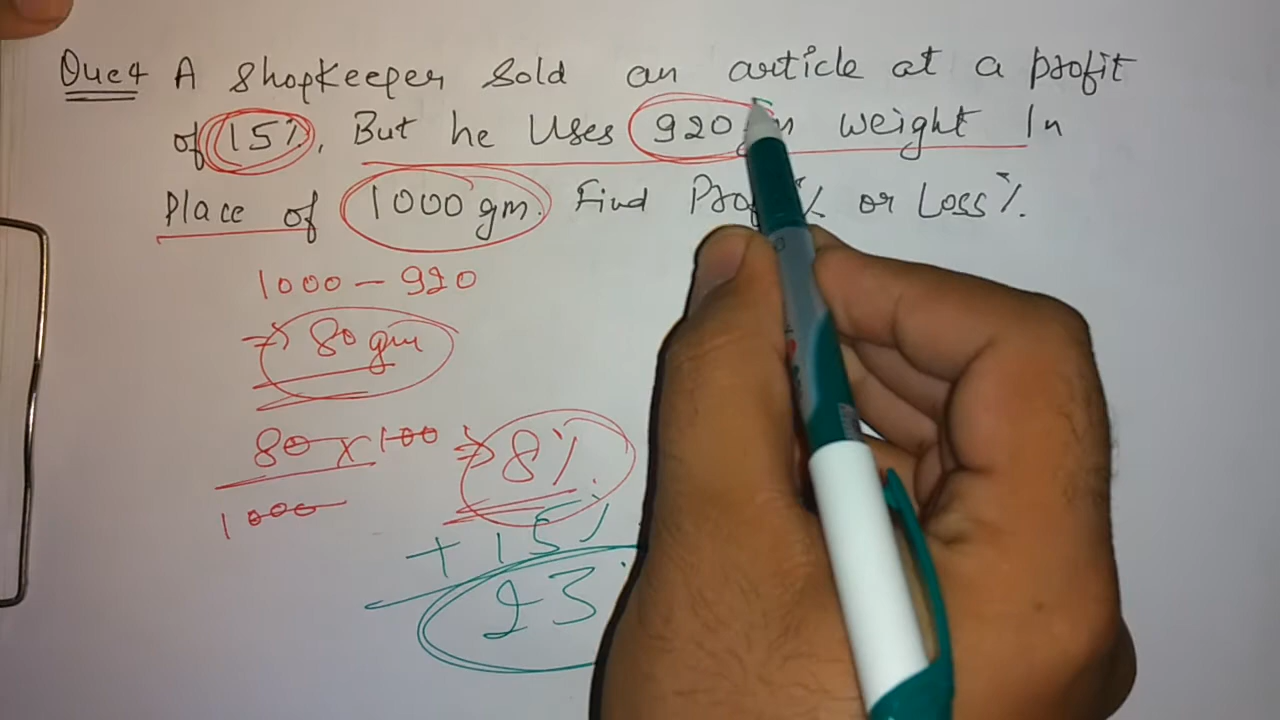 Que4 A Shopkeeper Sold an article at a profit
of 15%. But he Uses 920 weight In
Place of 1000 gm. Find or Loss%.
1000 - 920
⇒ 80 gm
80 x 100 ⇒ 8%
1000
+ 15%
23